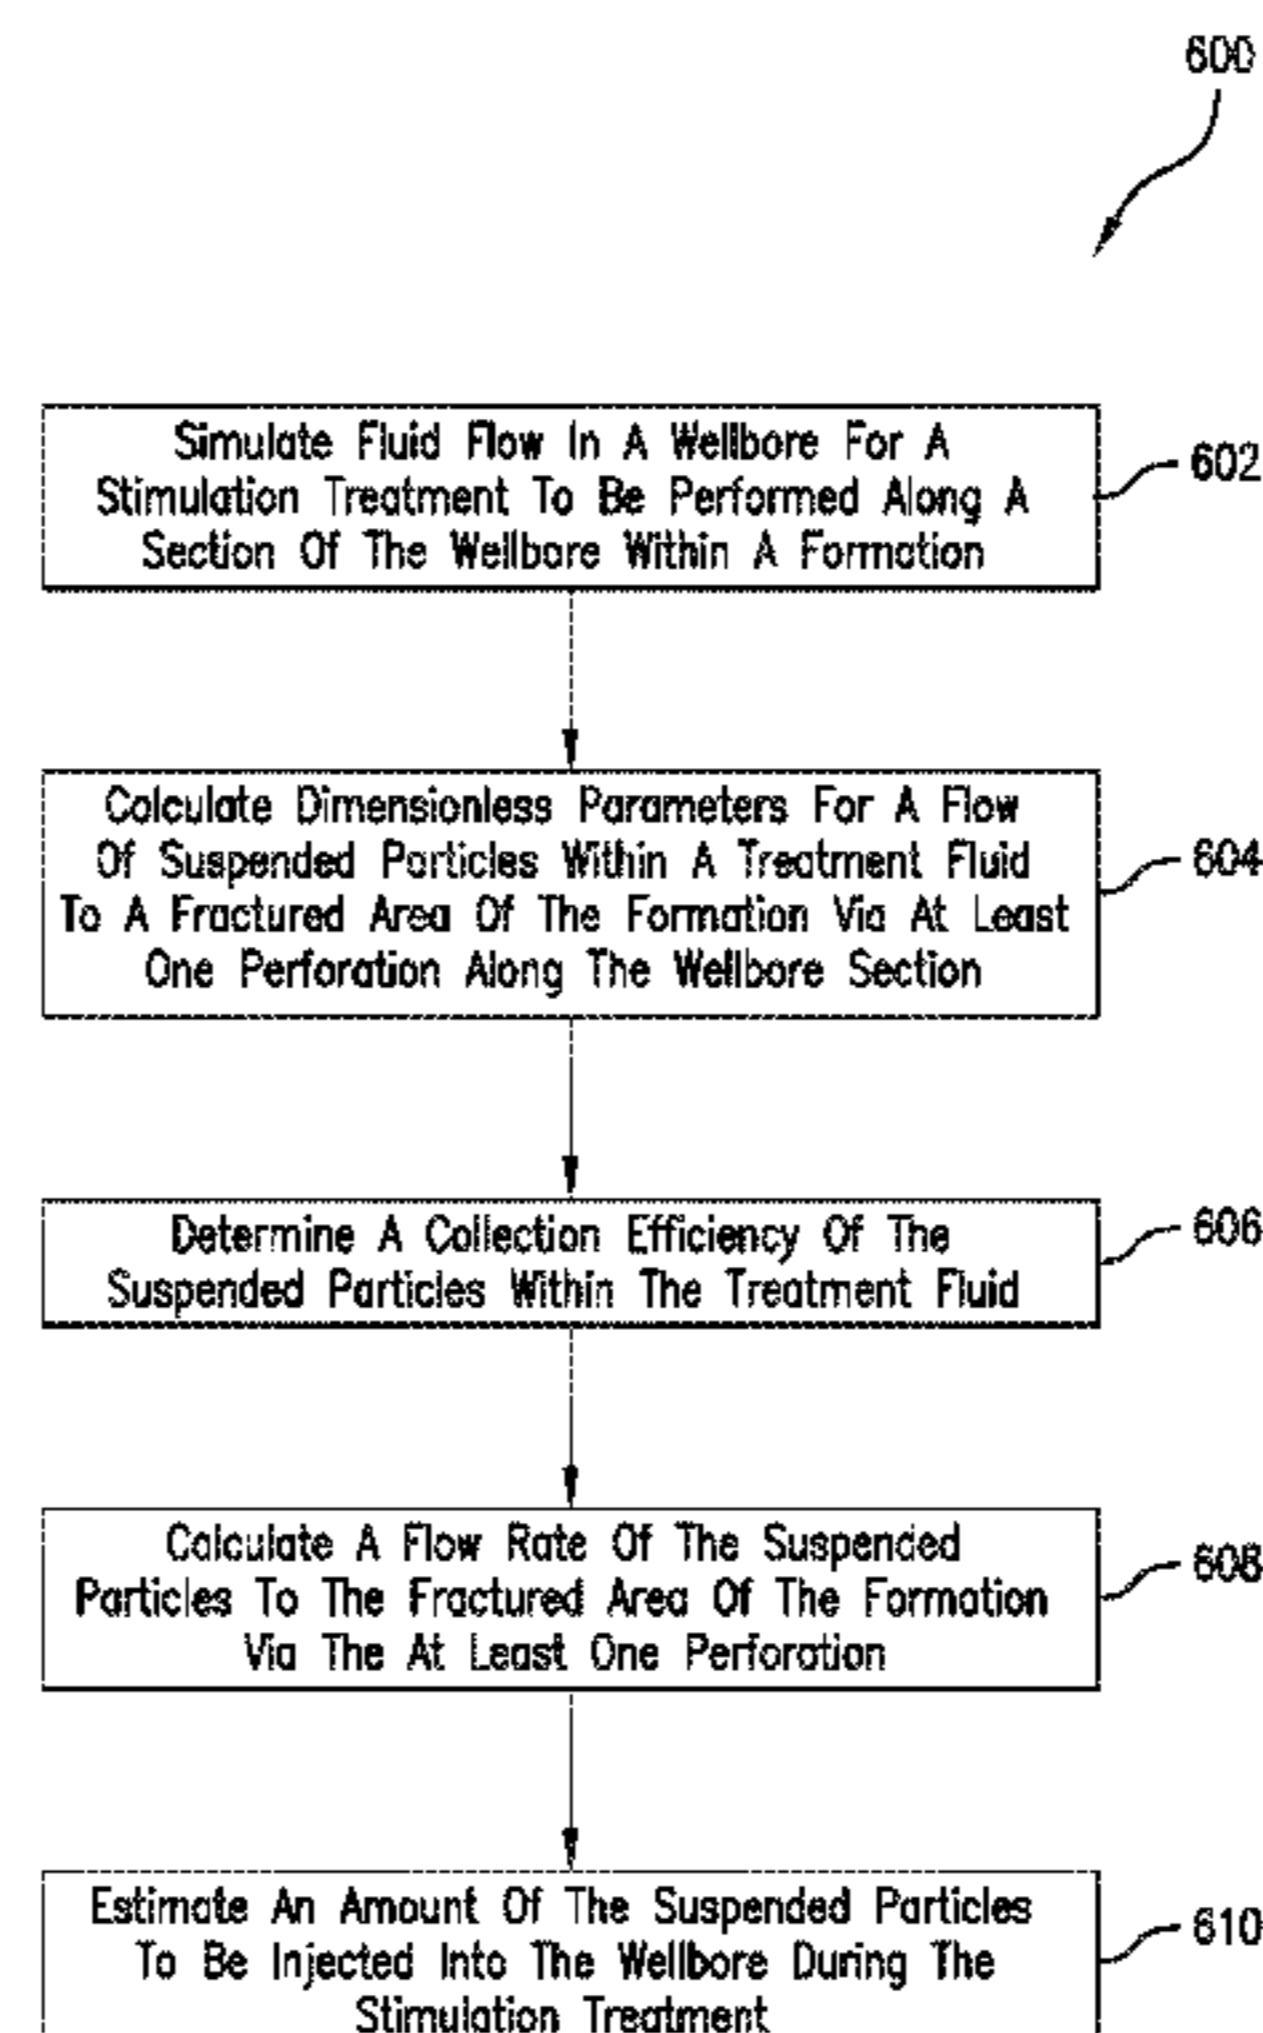 600
Simulate Fluid Flow In A Wellbore For A
Stimulation Treatment To Be Performed Along A
Section Of The Wellbore Within A Formation
602
Calculate Dimensionless Parameters For A Flow
Of Suspended Particles Within A Treatment Fluid
To A Fractured Area Of The Formation Via At Least
One Perforation Along The Wellbore Section
604
Determine A Collection Efficiency Of The
Suspended Particles Within The Treatment Fluid
606
Calculate A Flow Rate Of The Suspended
Particles To The Fractured Area Of The Formation
Via The At Least One Perforation
608
Estimate An Amount Of The Suspended Particles
To Be Injected Into The Wellbore During The
Stimulation Treatment
610